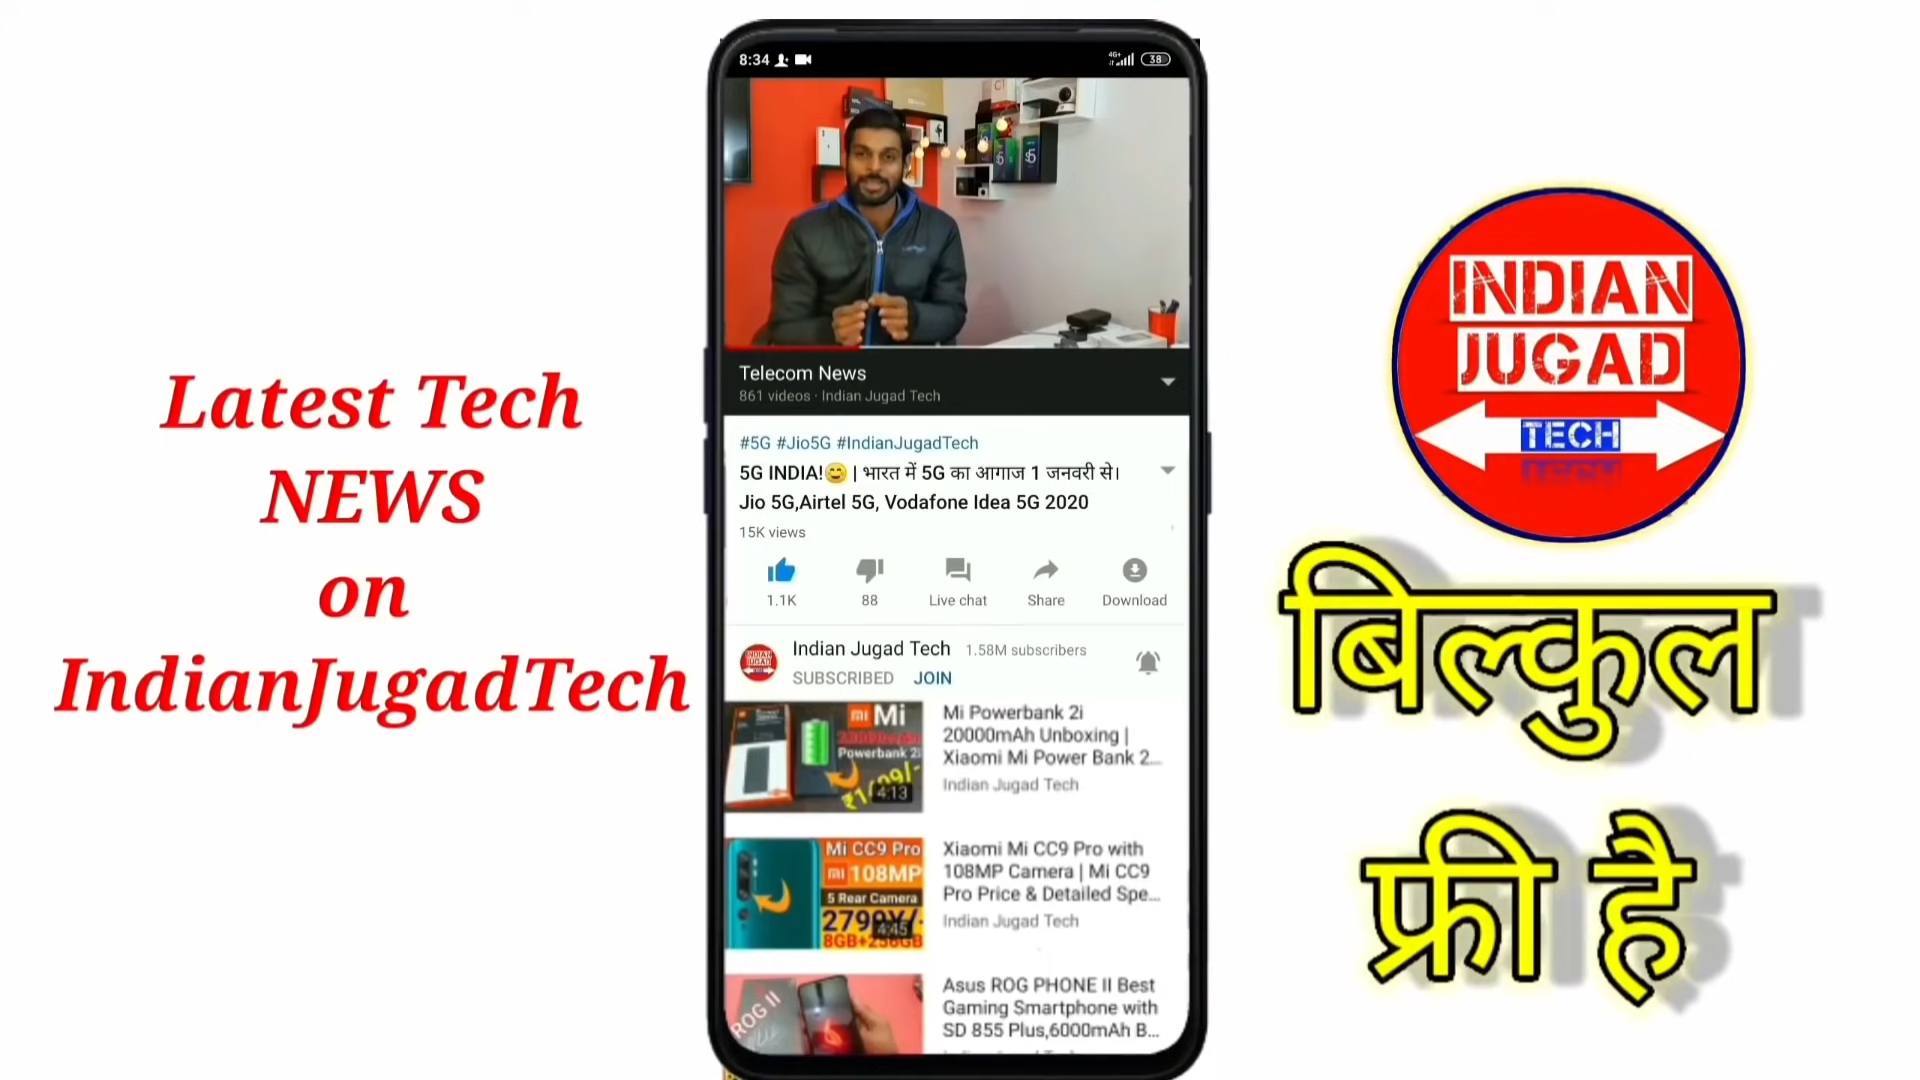 Latest Tech
NEWS
on
IndianJugadTech
8:34
4G+
38
Telecom News
861 videos · Indian Jugad Tech
#5G #Jio5G #IndianJugadTech
5G INDIA!😊 | भारत में 5G का आगाज 1 जनवरी से।
Jio 5G,Airtel 5G, Vodafone Idea 5G 2020
15K views
1.1K
88
Live chat
Share
Download
Indian Jugad Tech 1.58M subscribers
SUBSCRIBED JOIN
mi Mi
Powerbank 2i
4:13
Mi Powerbank 2i
20000mAh Unboxing |
Xiaomi Mi Power Bank 2...
Indian Jugad Tech
Mi CC9 Pro
mi 108MP
5 Rear Camera
4:45
Xiaomi Mi CC9 Pro with
108MP Camera | Mi CC9
Pro Price & Detailed Spe...
Indian Jugad Tech
ROG II
Asus ROG PHONE II Best
Gaming Smartphone with
SD 855 Plus,6000mAh B...
INDIAN
JUGAD
TECH
बिल्कुल
फ्री है